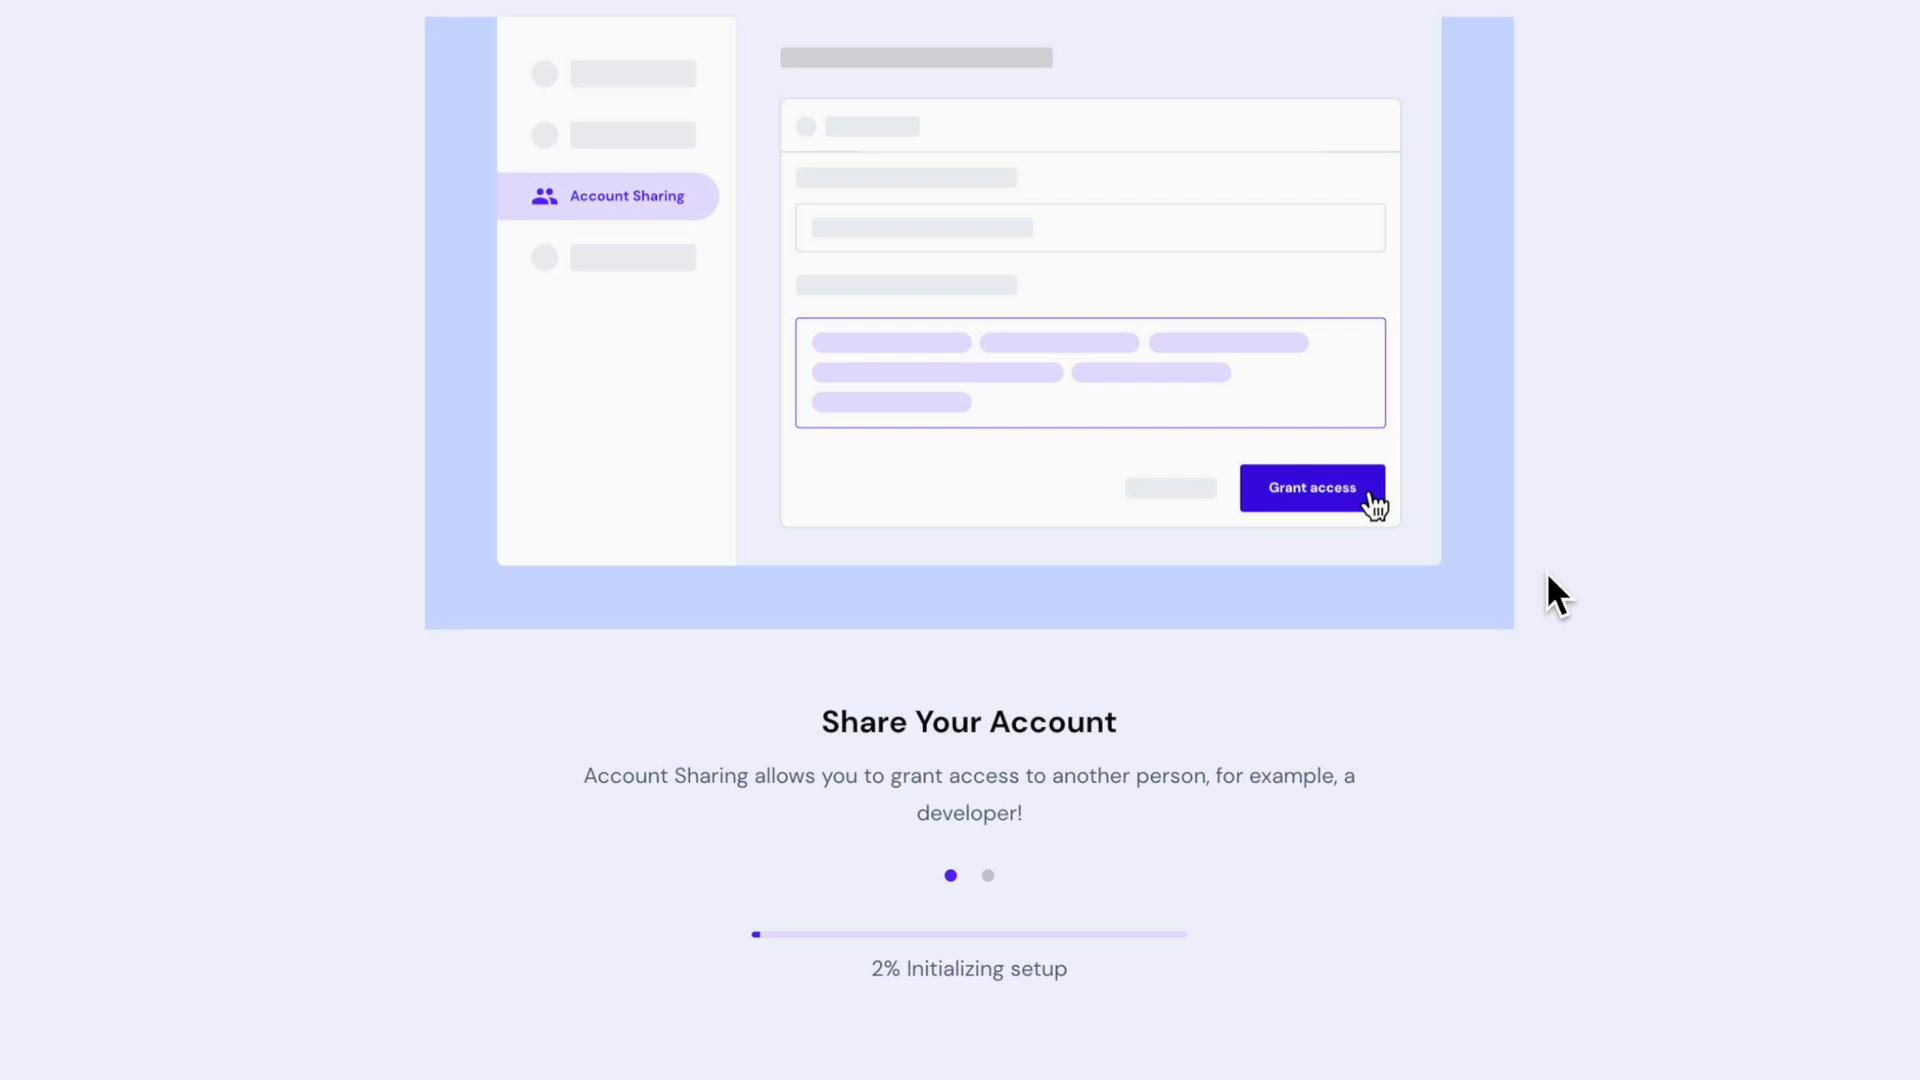 Account Sharing
Grant access
Share Your Account
Account Sharing allows you to grant access to another person, for example, a
developer!
2% Initializing setup